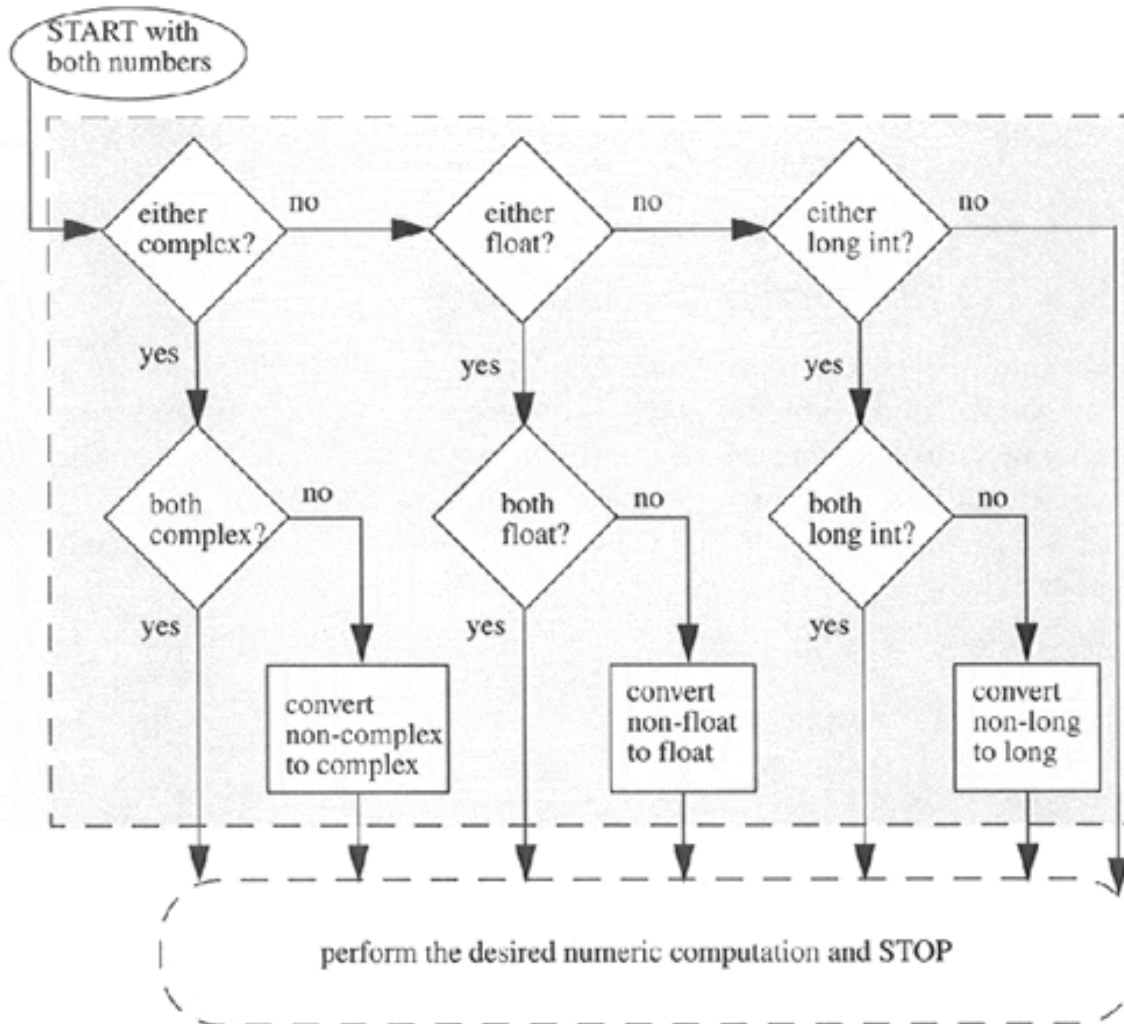 START with
both numbers
either
complex?
no
either
float?
no
either
long int?
no
yes
yes
yes
both
complex?
no
both
float?
no
both
long int?
no
yes
yes
yes
convert
non-complex
to complex
convert
non-float
to float
convert
non-long
to long
perform the desired numeric computation and STOP